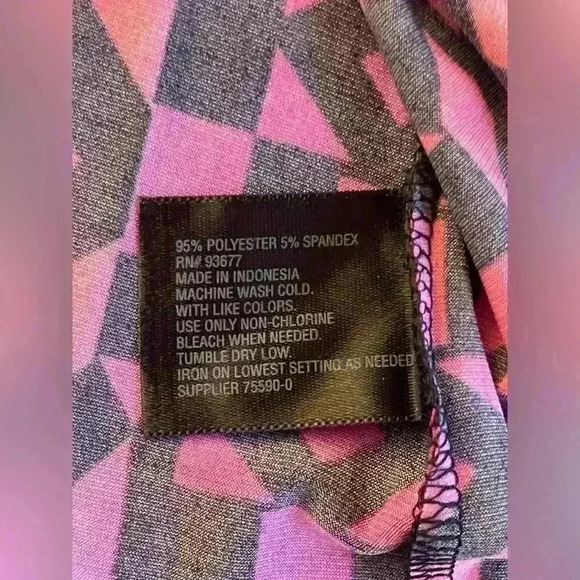 95% POLYESTER 5% SPANDEX
RN# 93677
MADE IN INDONESIA
MACHINE WASH COLD.
WITH LIKE COLORS.
USE ONLY NON-CHLORINE
BLEACH WHEN NEEDED.
TUMBLE DRY LOW.
IRON ON LOWEST SETTING AS NEEDED
SUPPLIER 75590-0